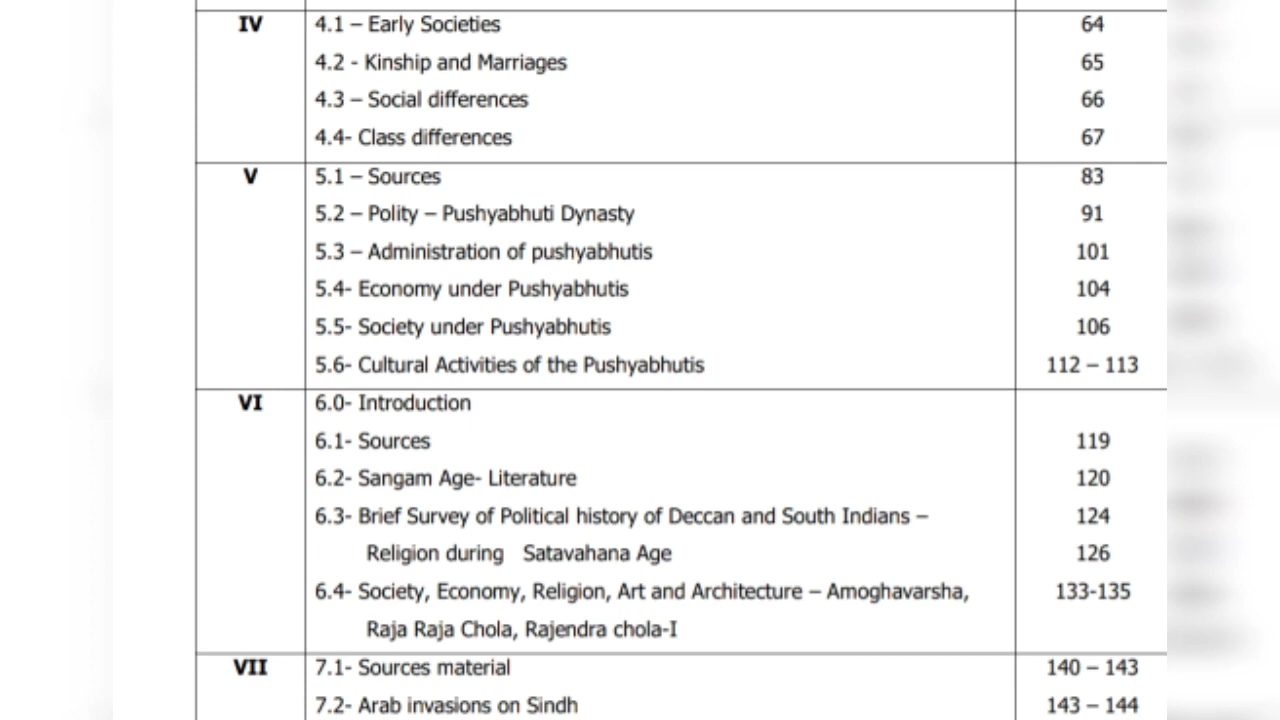 IV 4.1 – Early Societies 64
4.2 - Kinship and Marriages 65
4.3 – Social differences 66
4.4- Class differences 67
V 5.1 – Sources 83
5.2 – Polity – Pushyabhuti Dynasty 91
5.3 – Administration of pushyabhutis 101
5.4- Economy under Pushyabhutis 104
5.5- Society under Pushyabhutis 106
5.6- Cultural Activities of the Pushyabhutis 112 – 113
VI 6.0- Introduction
6.1- Sources 119
6.2- Sangam Age- Literature 120
6.3- Brief Survey of Political history of Deccan and South Indians – 124
Religion during Satavahana Age 126
6.4- Society, Economy, Religion, Art and Architecture – Amoghavarsha, 133-135
Raja Raja Chola, Rajendra chola-I
VII 7.1- Sources material 140 – 143
7.2- Arab invasions on Sindh 143 – 144